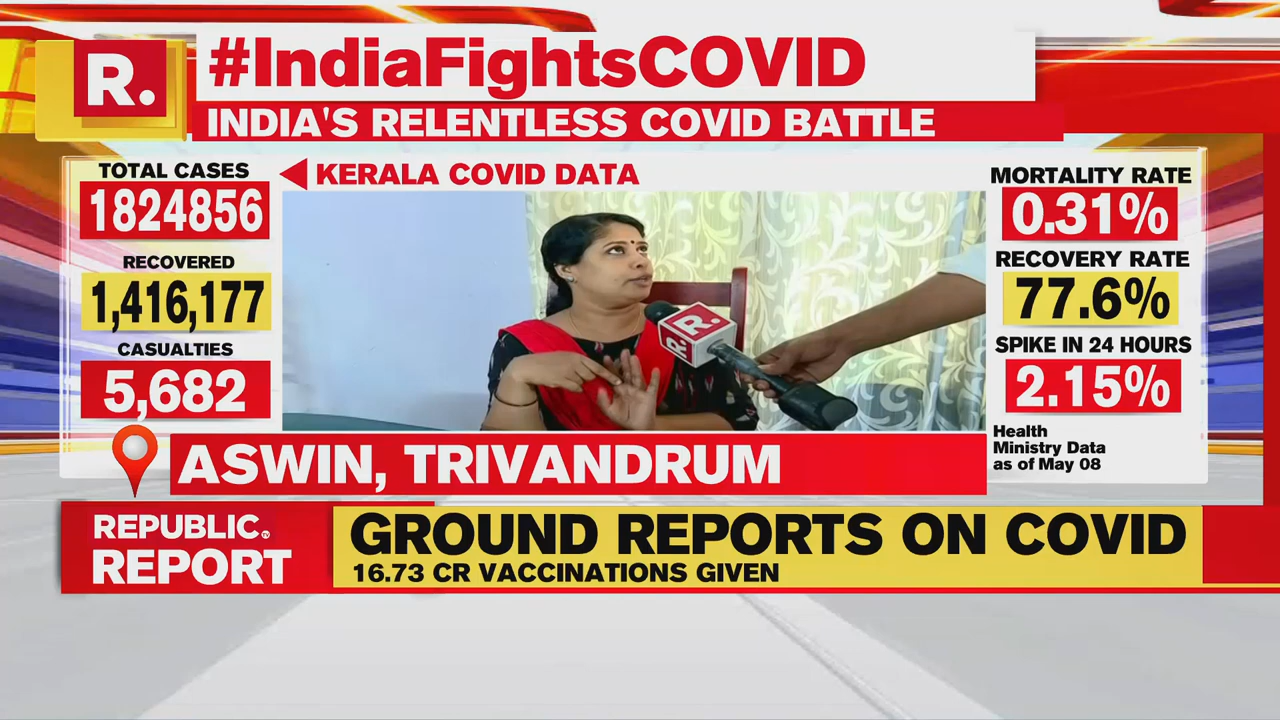 R.
#IndiaFightsCOVID
INDIA'S RELENTLESS COVID BATTLE
KERALA COVID DATA
TOTAL CASES
1824856
RECOVERED
1,416,177
CASUALTIES
5,682
R.
R.
MORTALITY RATE
0.31%
RECOVERY RATE
77.6%
SPIKE IN 24 HOURS
2.15%
Health
Ministry Data
as of May 08
ASWIN, TRIVANDRUM
REPUBLIC TV
REPORT
GROUND REPORTS ON COVID
16.73 CR VACCINATIONS GIVEN